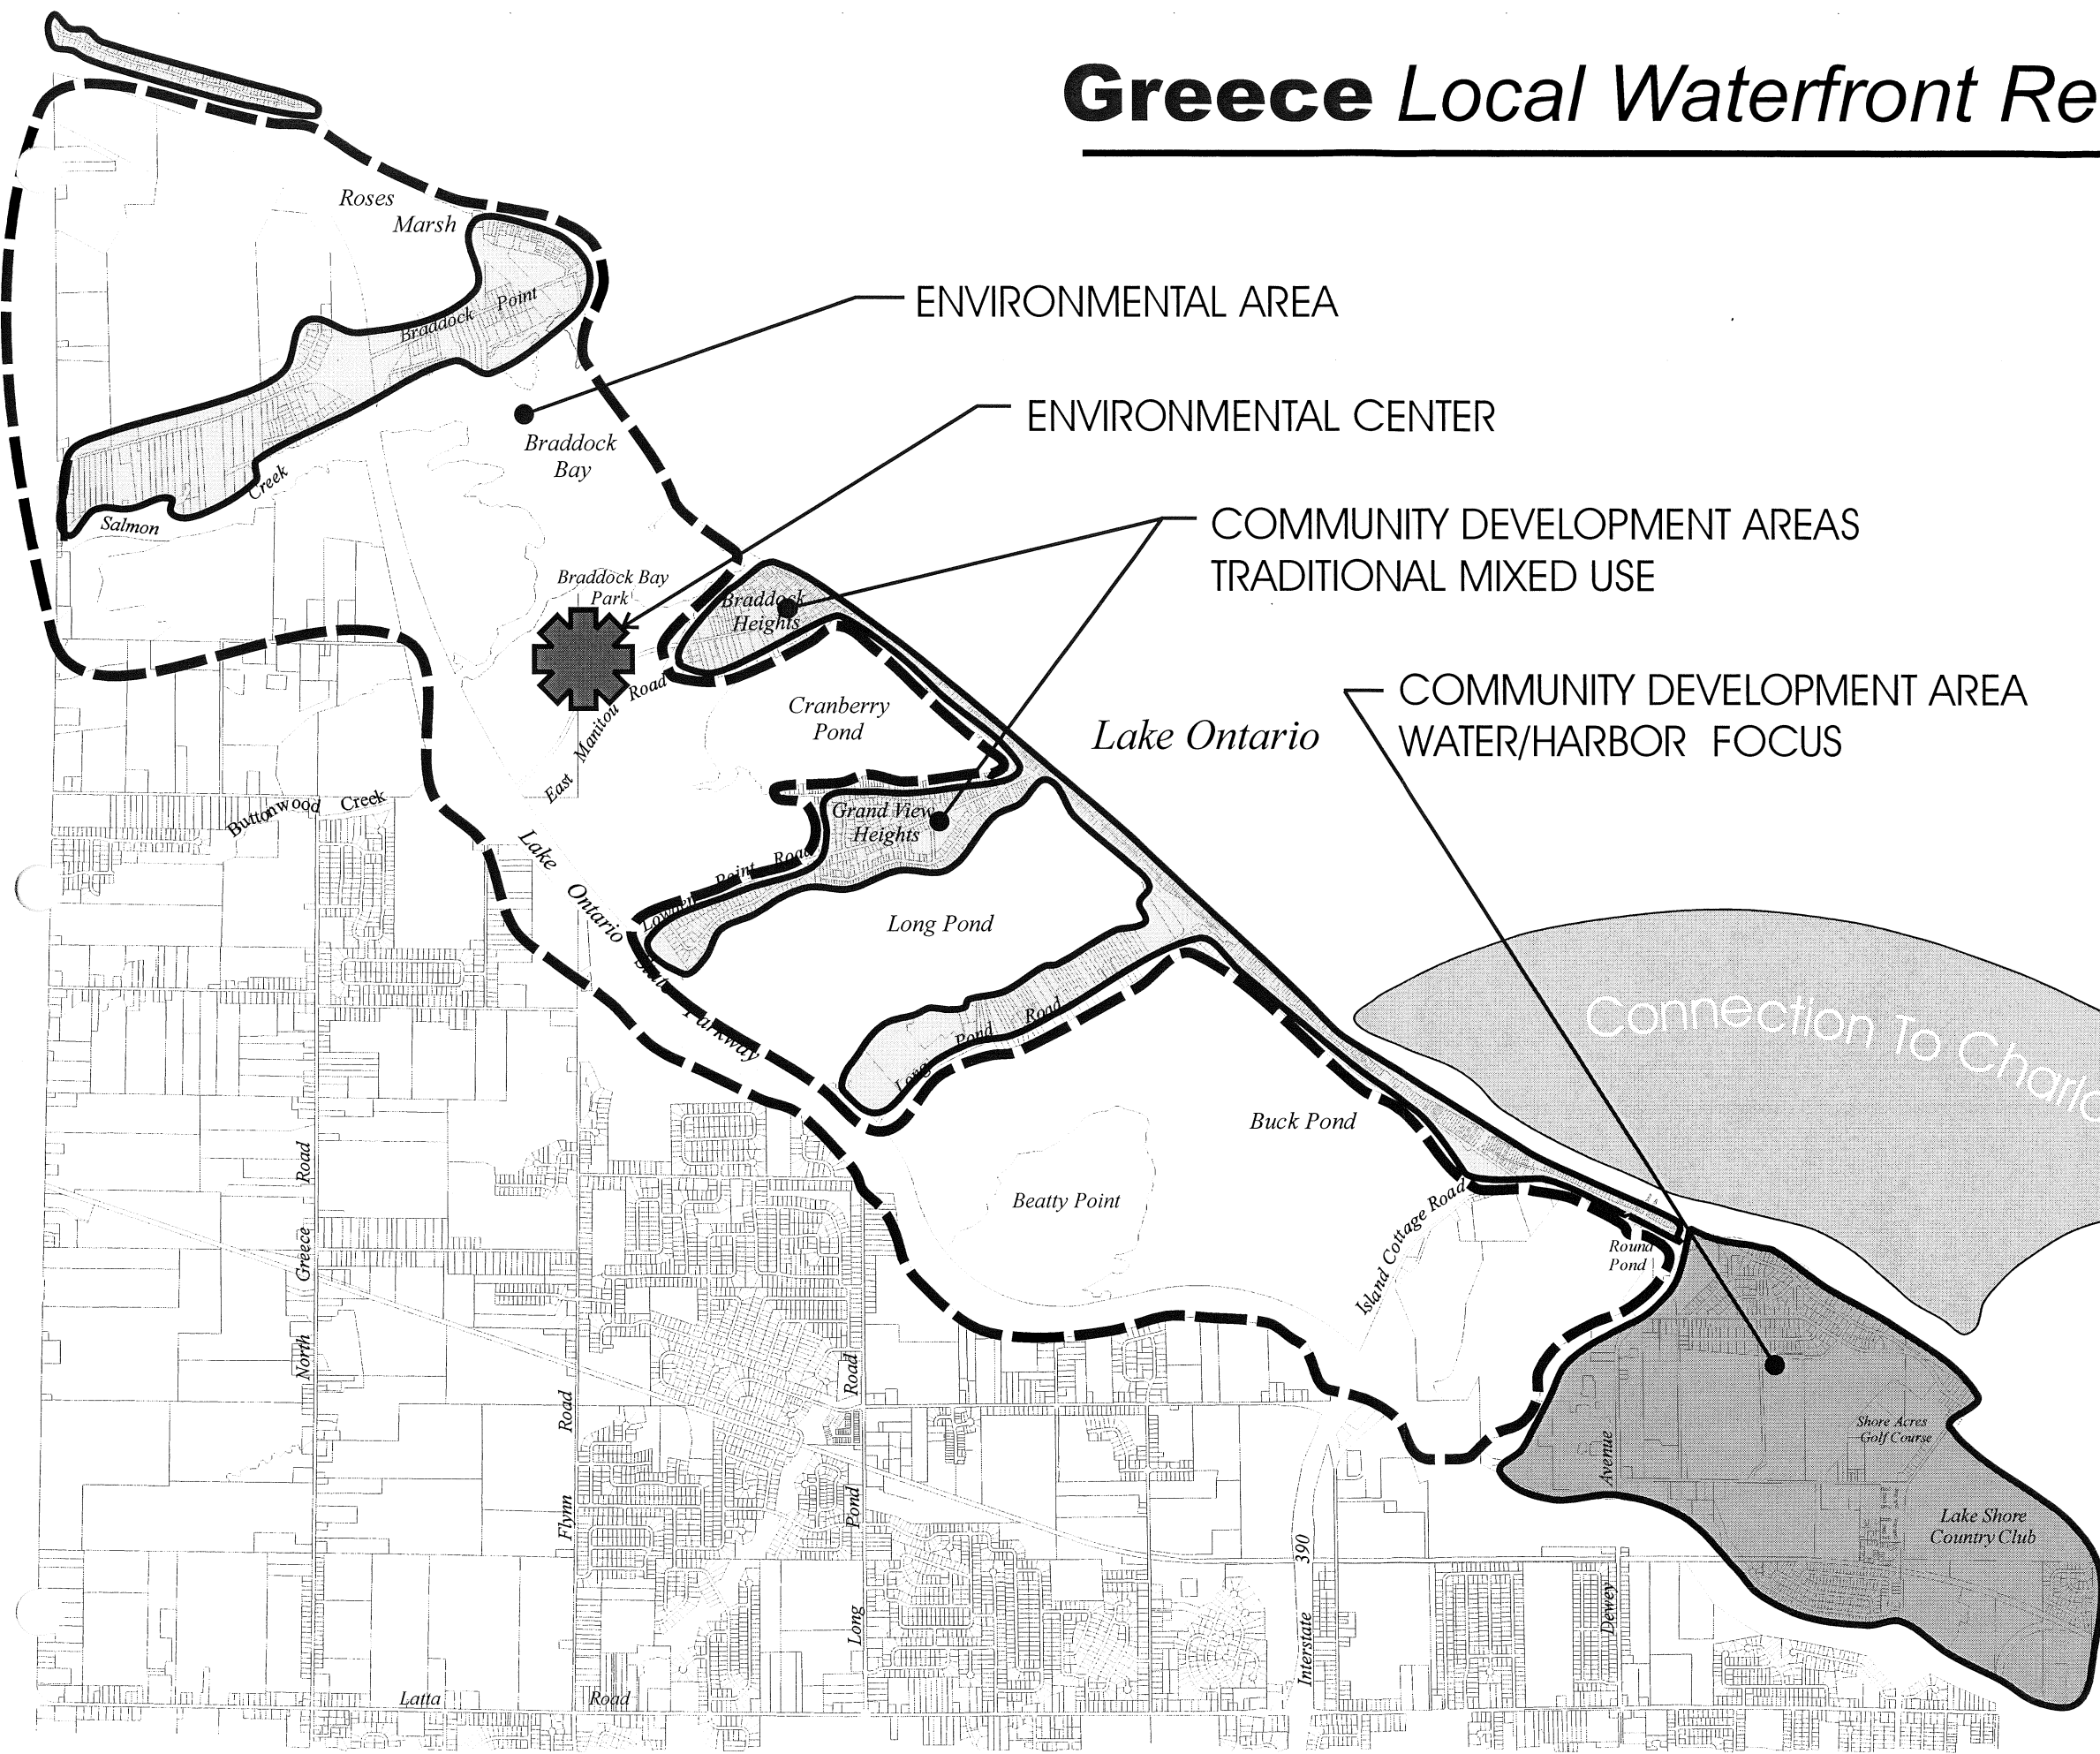 Greece Local Waterfront Re
Roses
Marsh
ENVIRONMENTAL AREA
Braddock Point
ENVIRONMENTAL CENTER
Braddock
Bay
Salmon Creek
COMMUNITY DEVELOPMENT AREAS
TRADITIONAL MIXED USE
Braddock Bay
Park
Braddock
Heights
East Manitou Road
Cranberry
Pond
Lake Ontario
COMMUNITY DEVELOPMENT AREA
WATER/HARBOR FOCUS
Buttonwood Creek
Grand View
Heights
Lowden Point Road
Lake Ontario State Parkway
Long Pond
Connection To Charlo
Long Pond Road
Buck Pond
Beatty Point
Island Cottage Road
Round
Pond
North Greece Road
Flynn Road
Long Pond Road
Interstate 390
Dewey Avenue
Shore Acres
Golf Course
Lake Shore
Country Club
Latta Road